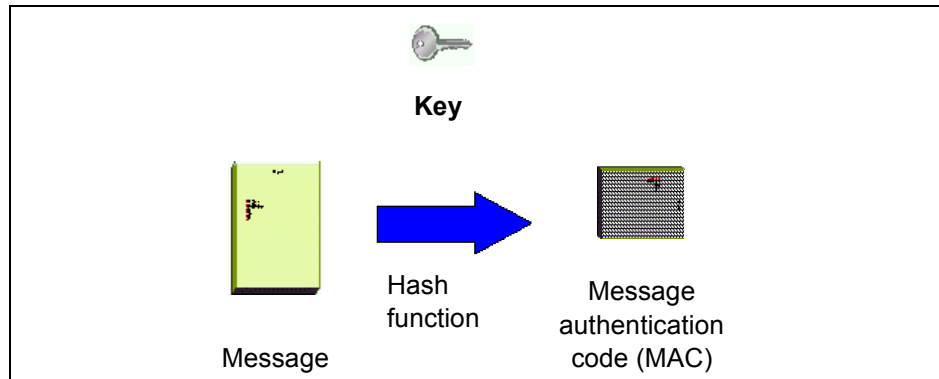 Key
Hash
function
Message
Message
authentication
code (MAC)